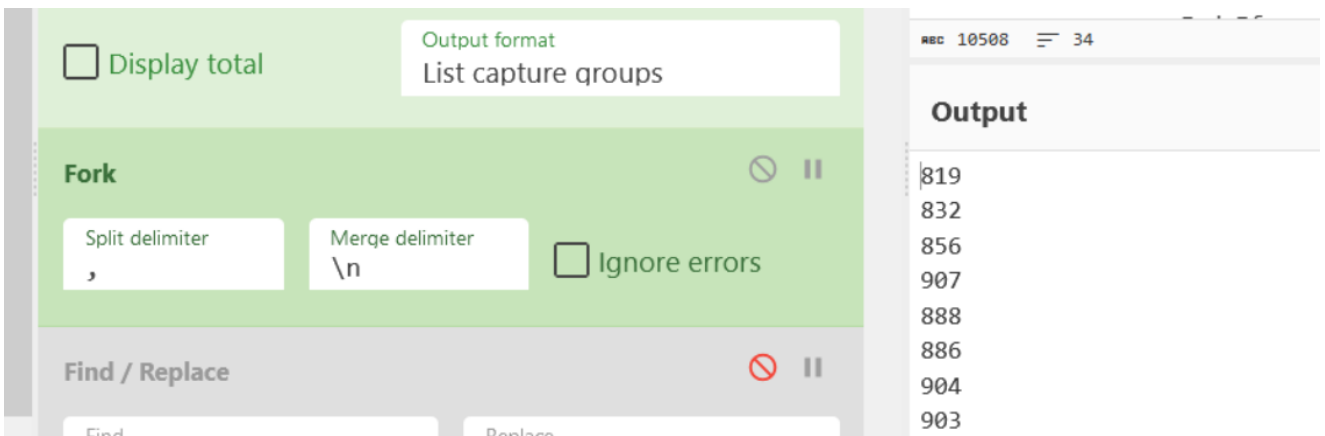 Display total
Output format
List capture groups
Fork
Split delimiter
,
Merge delimiter
\n
Ignore errors
Find / Replace
Find
Replace
ABC 10508 34
Output
819
832
856
907
888
886
904
903